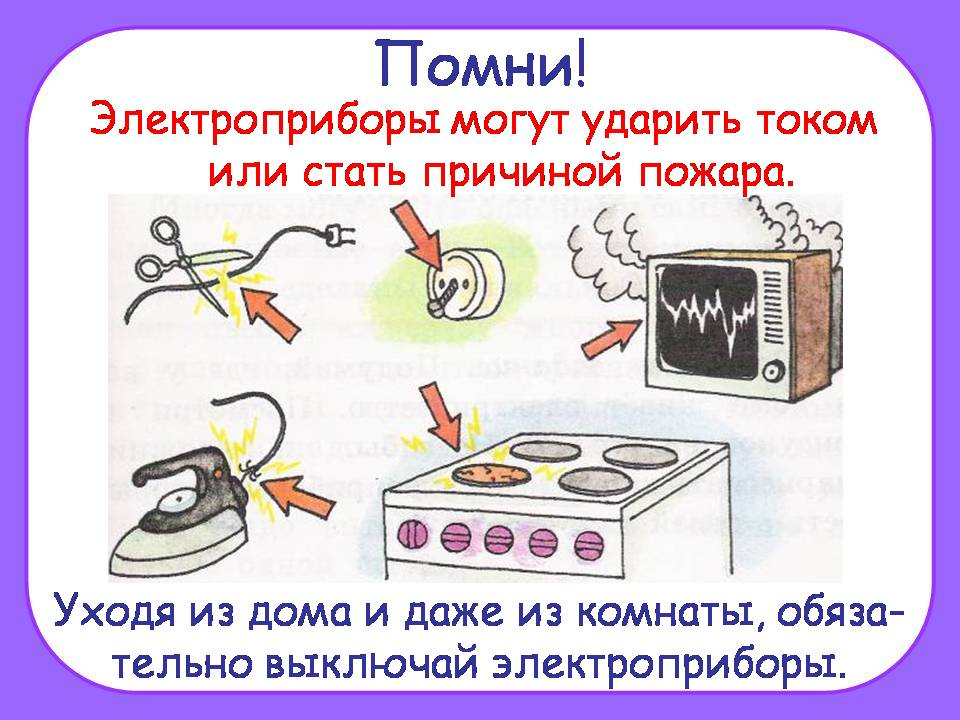 Помни!
Электроприборы могут ударить током
или стать причиной пожара.
Уходя из дома и даже из комнаты, обяза-
тельно выключай электроприборы.